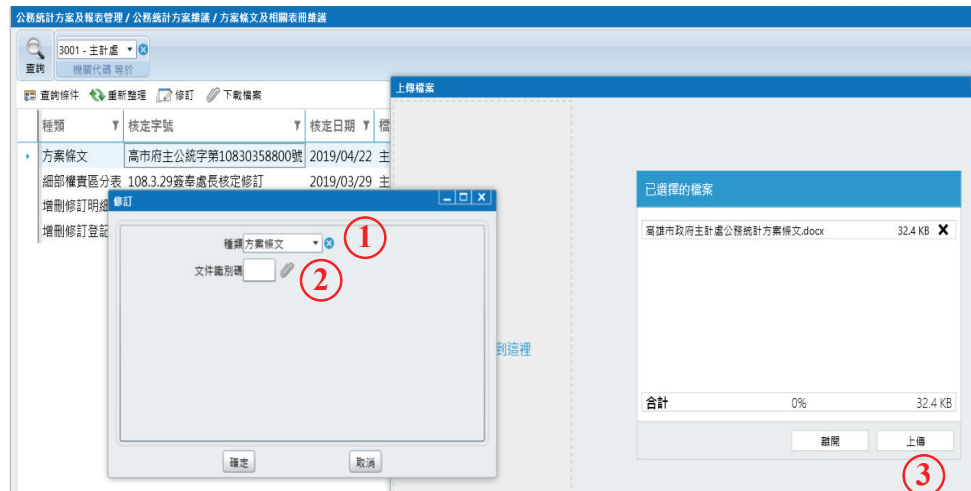 公務統計方案及報表管理 / 公務統計方案維護 / 方案條文及相關表冊維護
3001 - 主計處
查詢
機關代碼 等於
查詢條件 重新整理 修訂 下載檔案
種類 核定字號 核定日期 檔
方案條文 高市府主公統字第10830358800號 2019/04/22 主
細部權責區分表 108.3.29簽奉處長核定修訂 2019/03/29 主
增刪修訂明細
增刪修訂登記
修訂
種類 方案條文
①
文件識別碼
②
確定 取消
上傳檔案
到這裡
已選擇的檔案
高雄市政府主計處公務統計方案條文.docx 32.4 KB
合計 0% 32.4 KB
離開 上傳
③